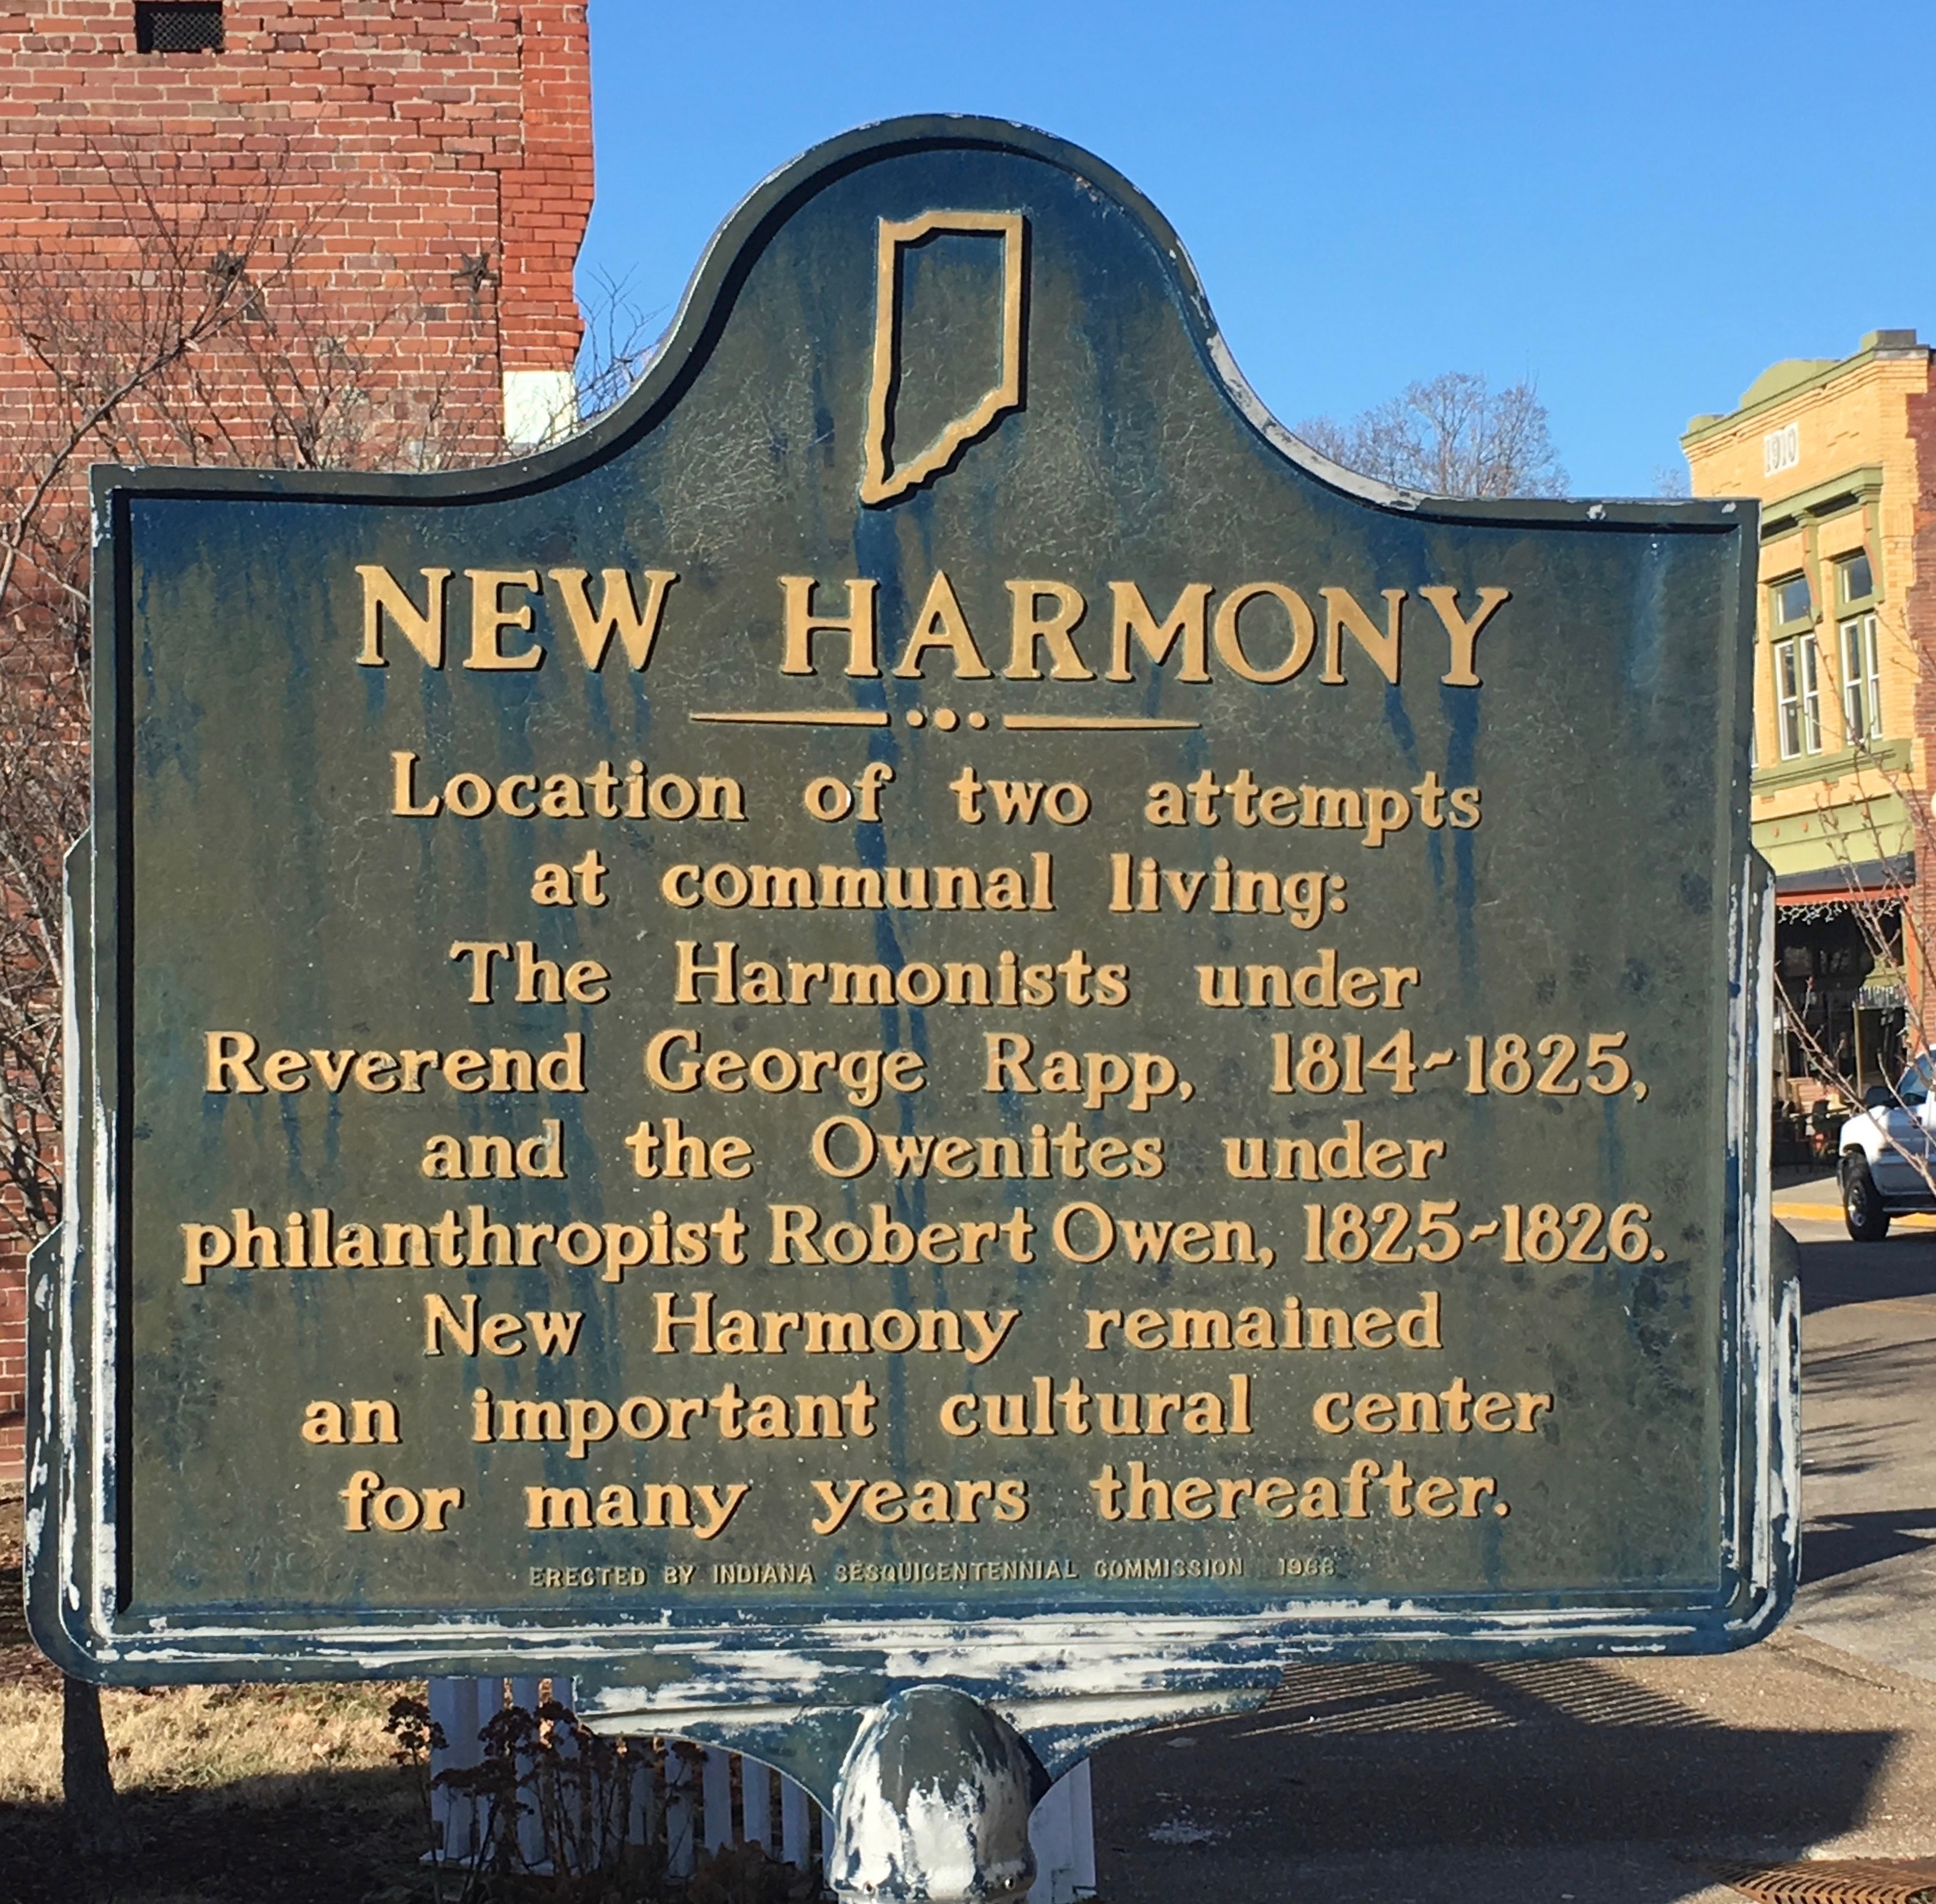 1910
NEW HARMONY
Location of two attempts
at communal living:
The Harmonists under
Reverend George Rapp, 1814-1825,
and the Owenites under
philanthropist Robert Owen, 1825-1826.
New Harmony remained
an important cultural center
for many years thereafter.
ERECTED BY INDIANA SESQUICENTENNIAL COMMISSION 1966